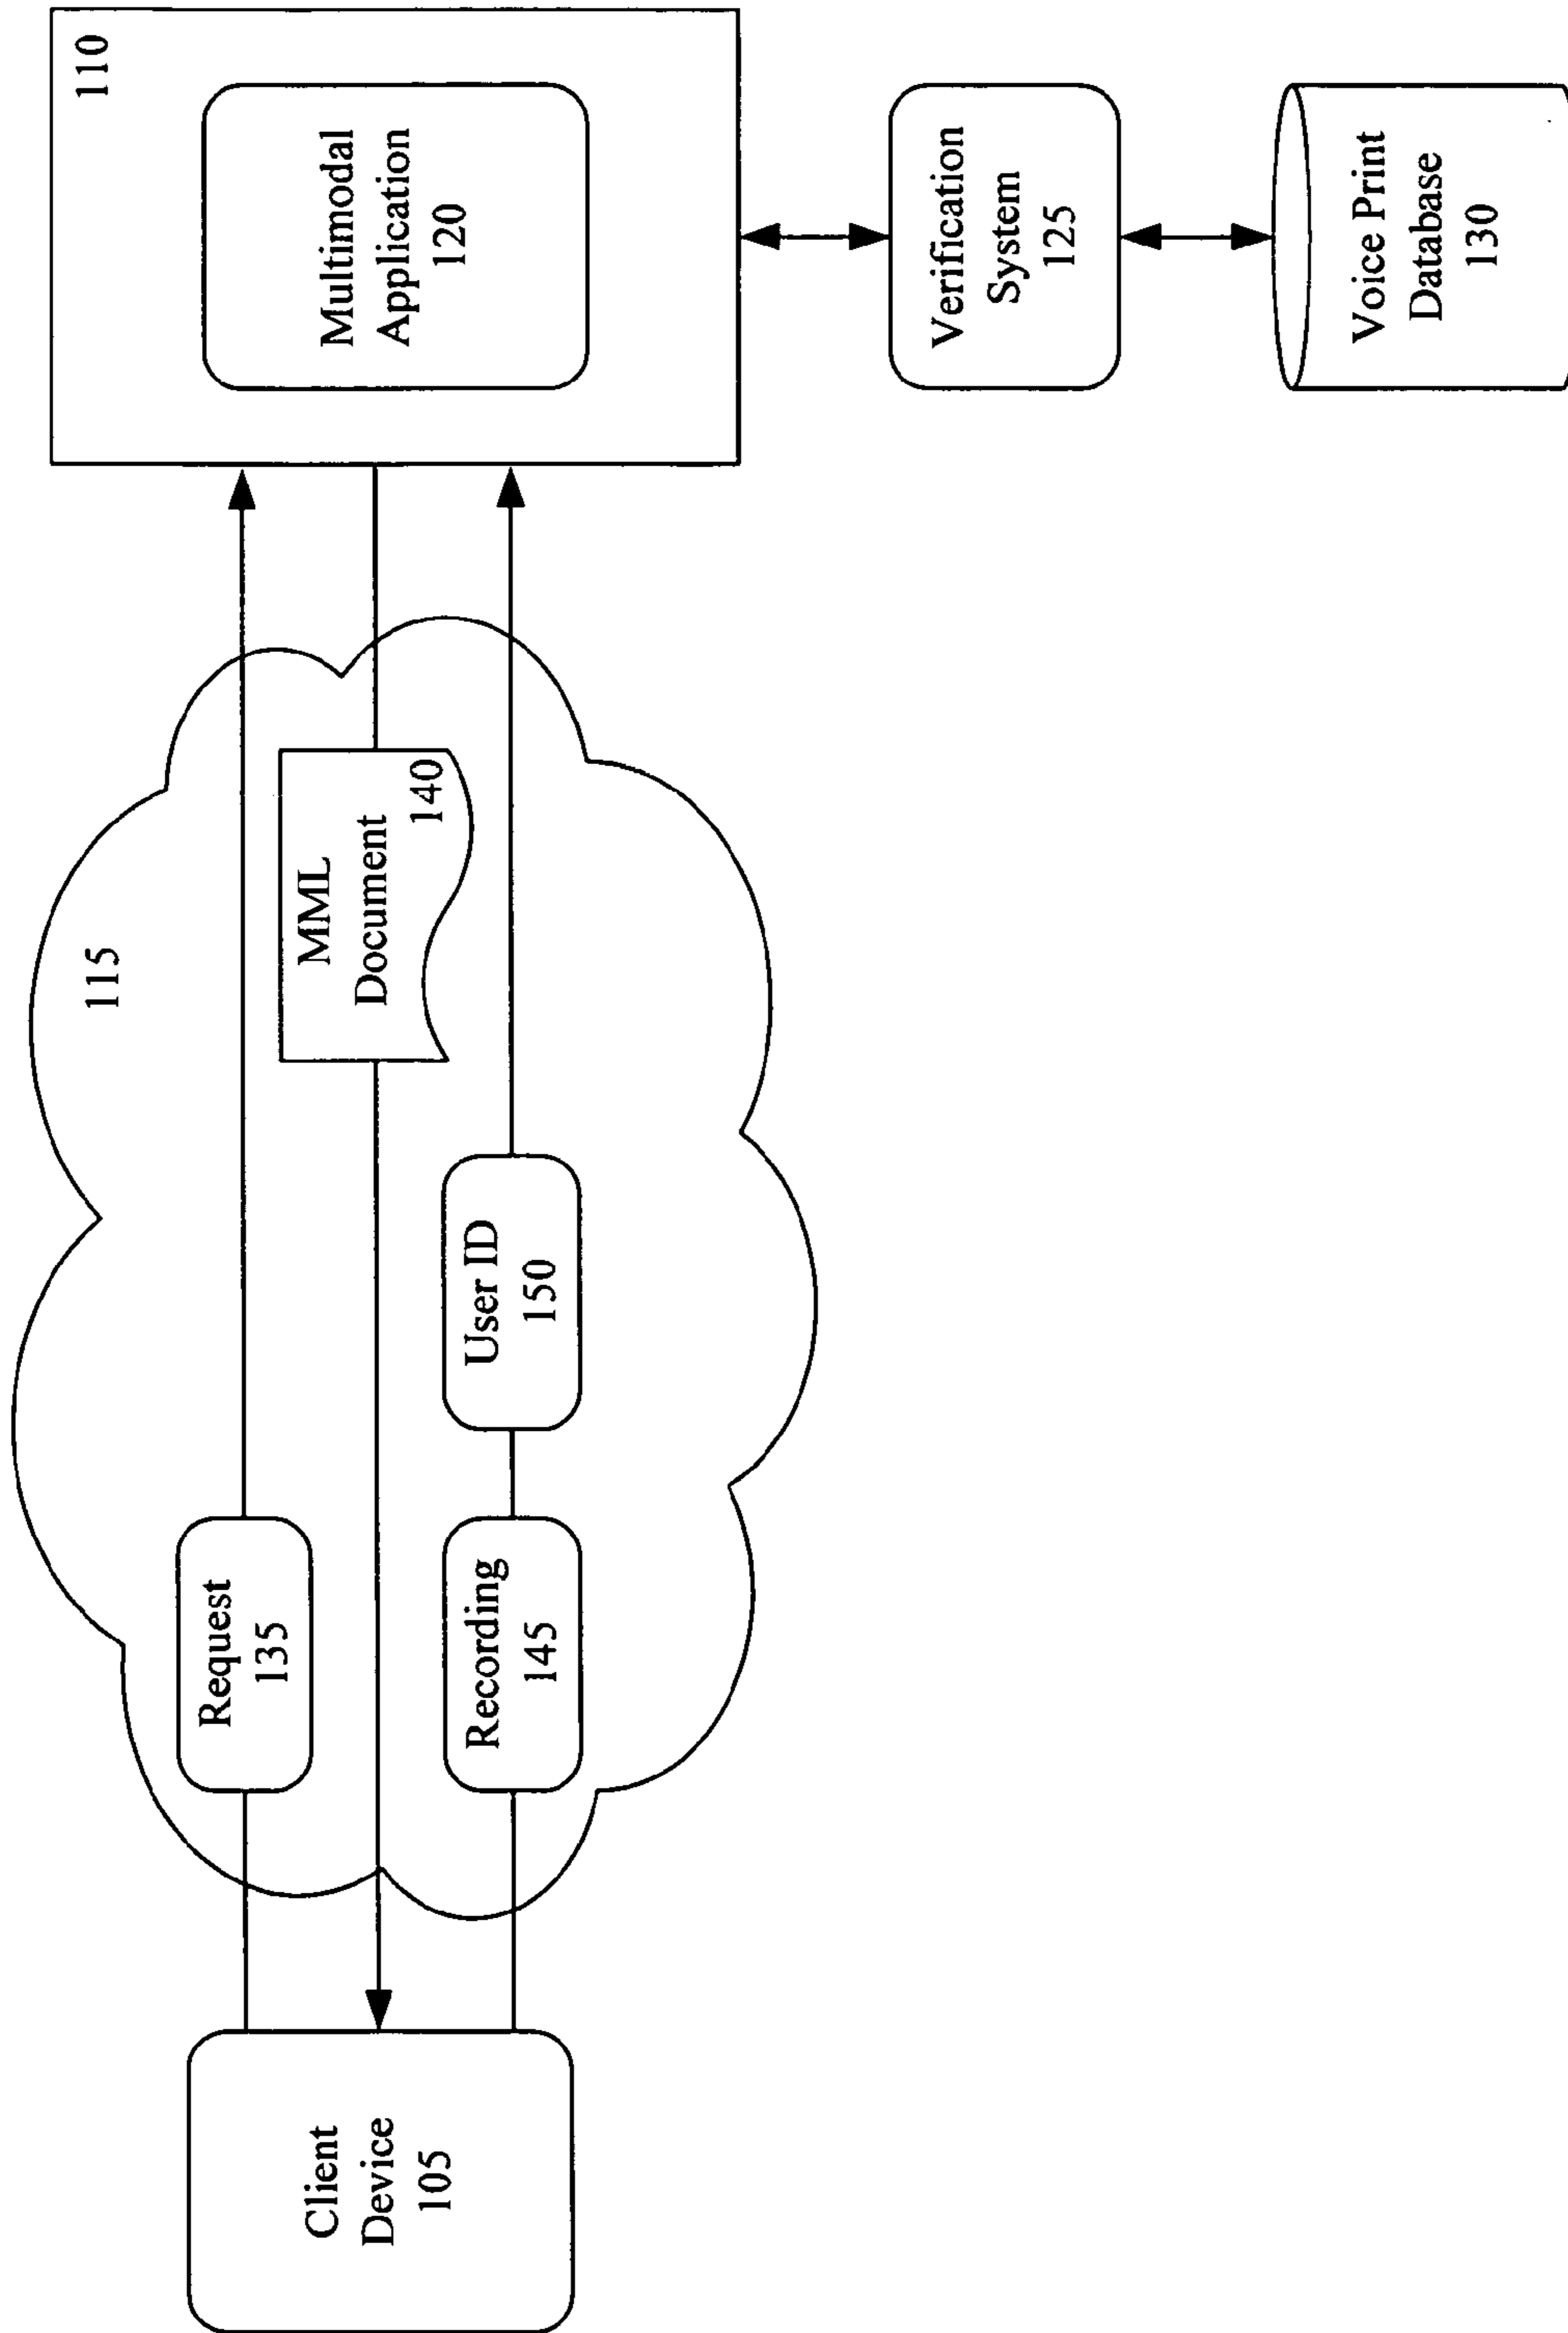 110
Multimodal
Application
120
115
Request
135
MML
Document
140
Client
Device
105
Recording
145
User ID
150
Verification
System
125
Voice Print
Database
130